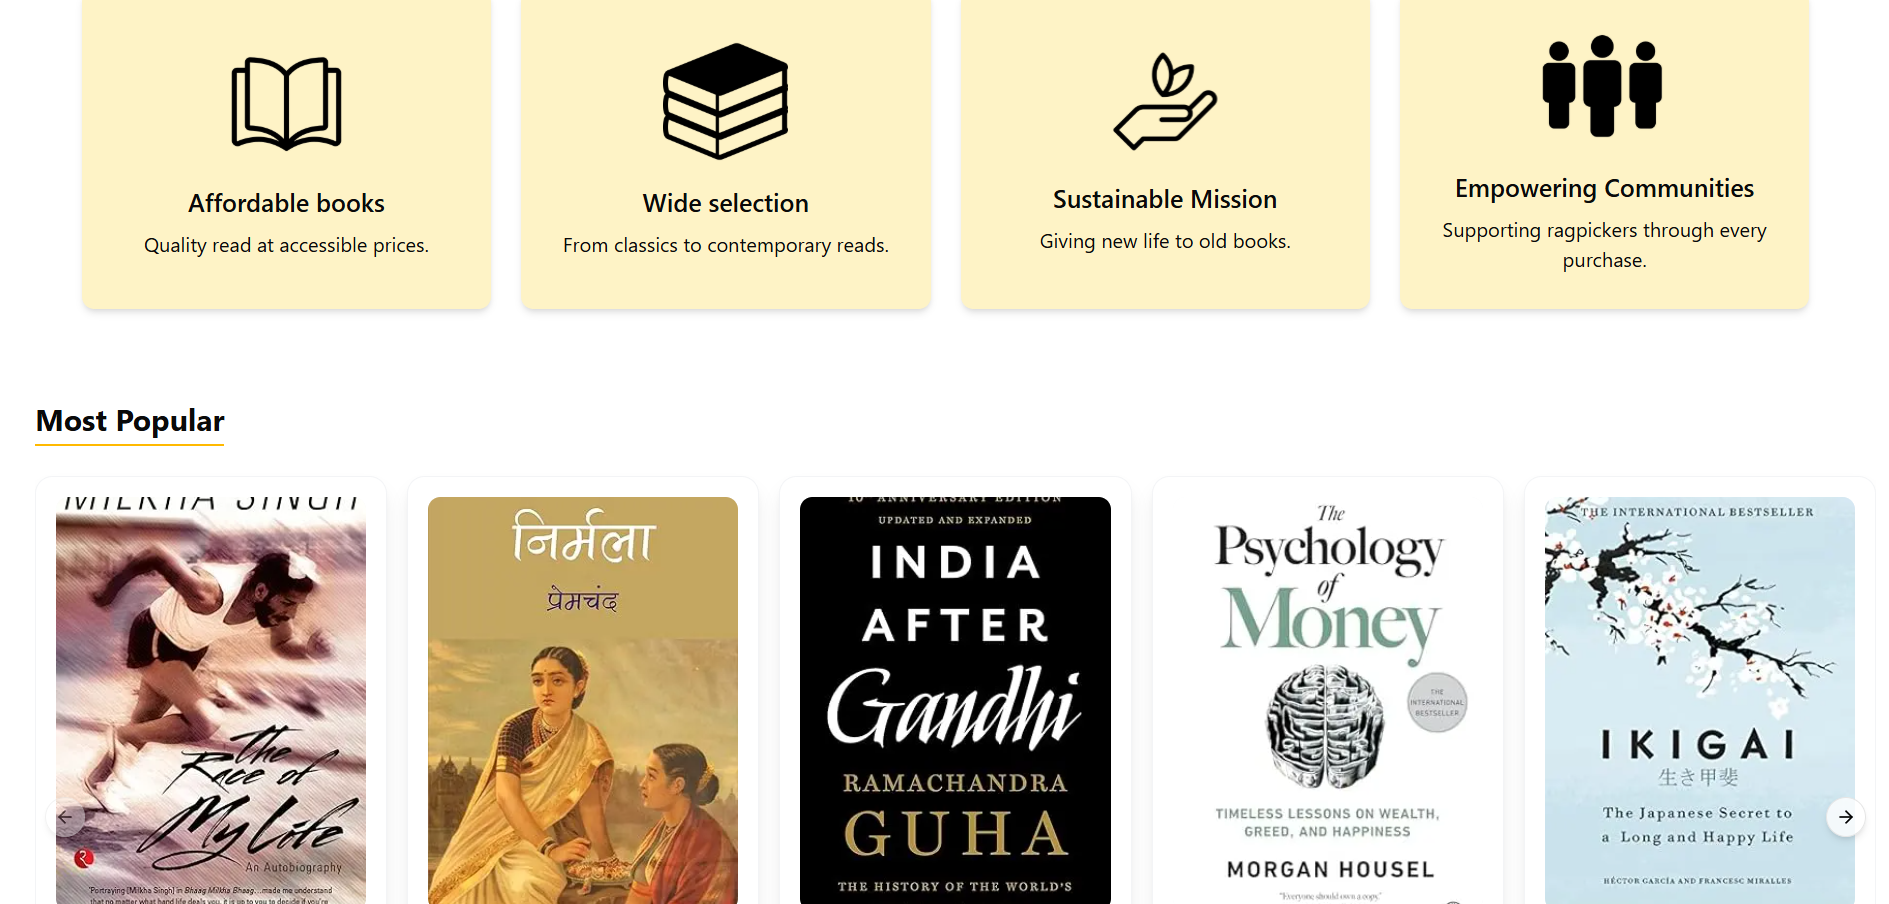 Affordable books
Quality read at accessible prices.
Wide selection
From classics to contemporary reads.
Sustainable Mission
Giving new life to old books.
Empowering Communities
Supporting ragpickers through every
purchase.
Most Popular
MILKHA SINGH
The
Race of
My Life
An Autobiography
'Portraying [Milkha Singh] in Bhaag Milkha Bhaag...made me understand
that no matter what hand life deals you, it is up to you to decide if you're
निर्मला
प्रेमचंद
10TH ANNIVERSARY EDITION
UPDATED AND EXPANDED
INDIA
AFTER
Gandhi
RAMACHANDRA
GUHA
THE HISTORY OF THE WORLD'S
The
Psychology
of
Money
THE
INTERNATIONAL
BESTSELLER
TIMELESS LESSONS ON WEALTH,
GREED, AND HAPPINESS
MORGAN HOUSEL
"Everyone should own a copy."
THE INTERNATIONAL BESTSELLER
IKIGAI
生き甲斐
The Japanese Secret to
a Long and Happy Life
HÉCTOR GARCÍA AND FRANCESC MIRALLES